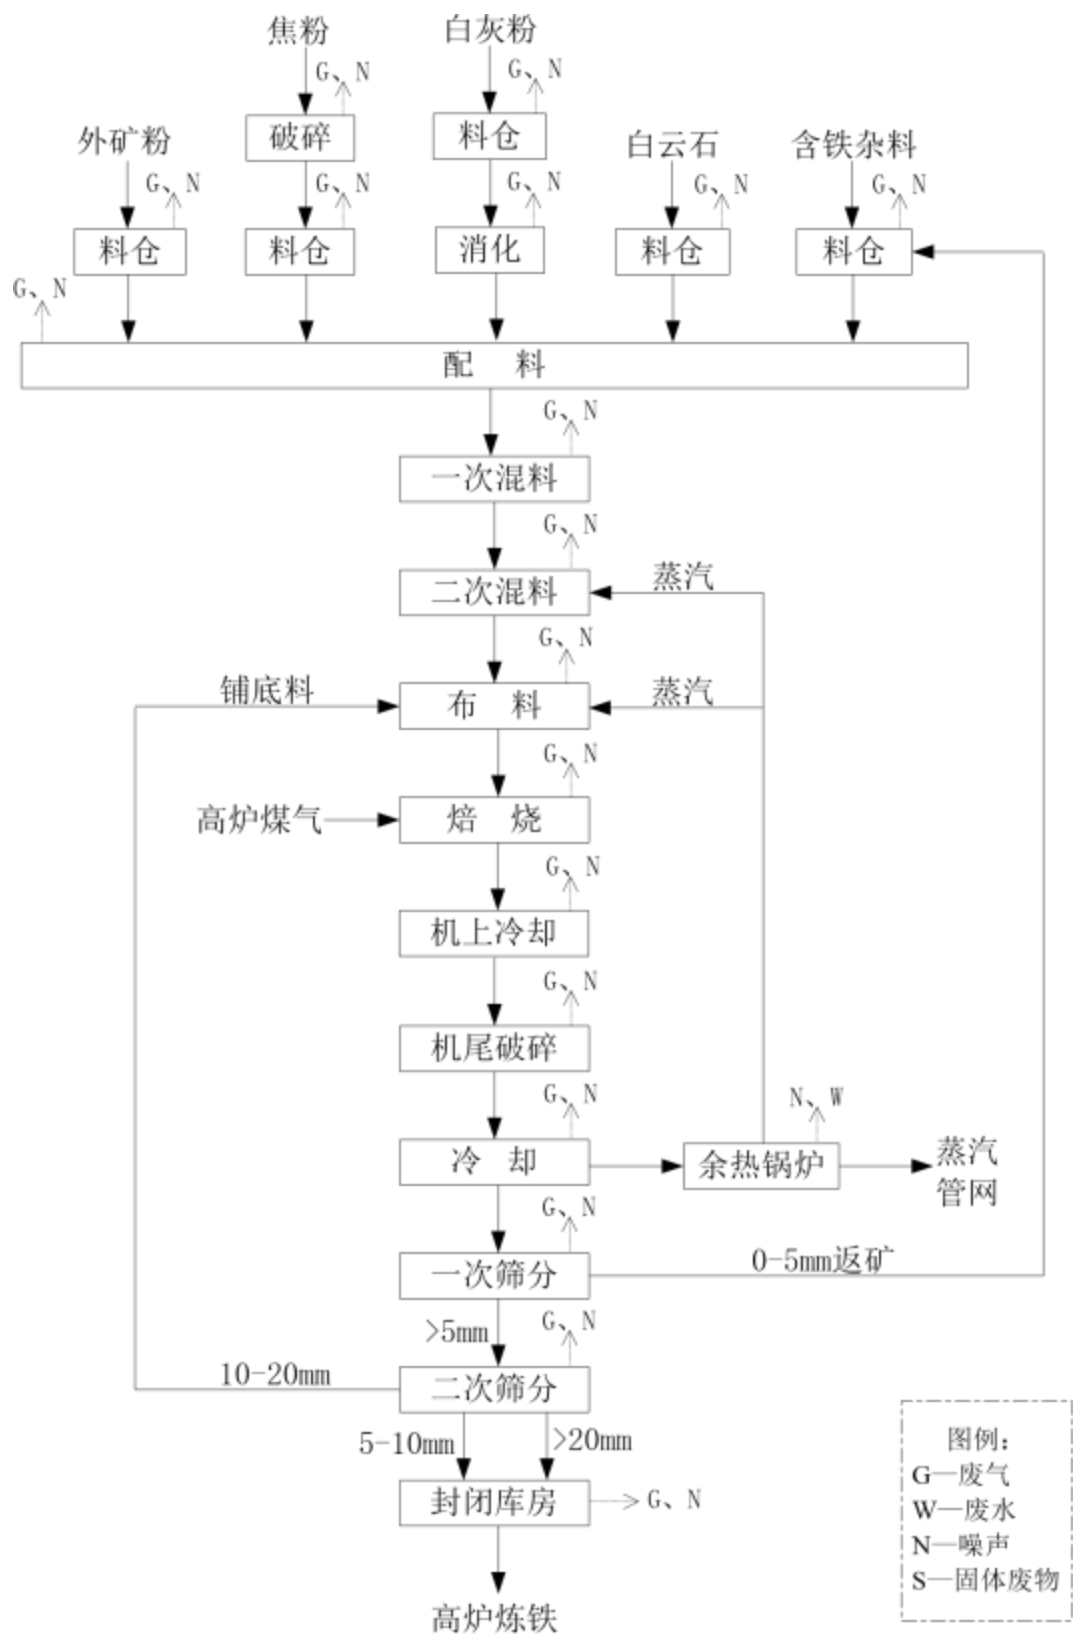 焦粉
白灰粉
G、N
G、N
外矿粉
破碎
料仓
白云石
含铁杂料
G、N
G、N
G、N
G、N
G、N
料仓
料仓
消化
料仓
料仓
G、N
配 料
G、N
一次混料
G、N
二次混料
蒸汽
G、N
铺底料
布 料
蒸汽
G、N
高炉煤气
焙 烧
G、N
机上冷却
G、N
机尾破碎
G、N
N、W
冷 却
余热锅炉
蒸汽
管网
G、N
一次筛分
0-5mm返矿
>5mm
G、N
10-20mm
二次筛分
5-10mm
>20mm
封闭库房
G、N
高炉炼铁
图例：
G—废气
W—废水
N—噪声
S—固体废物